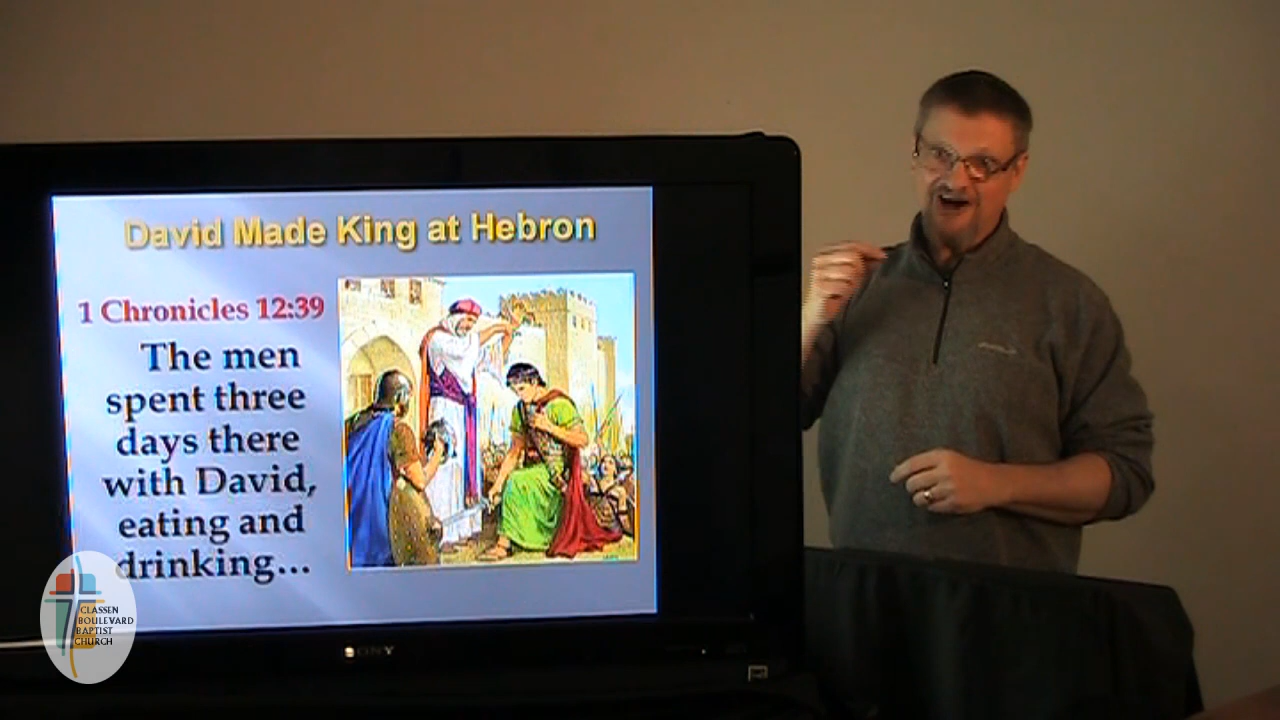 David Made King at Hebron
1 Chronicles 12:39
The men
spent three
days there
with David,
eating and
drinking...
CLASSEN
BOULEVARD
BAPTIST
CHURCH
SONY